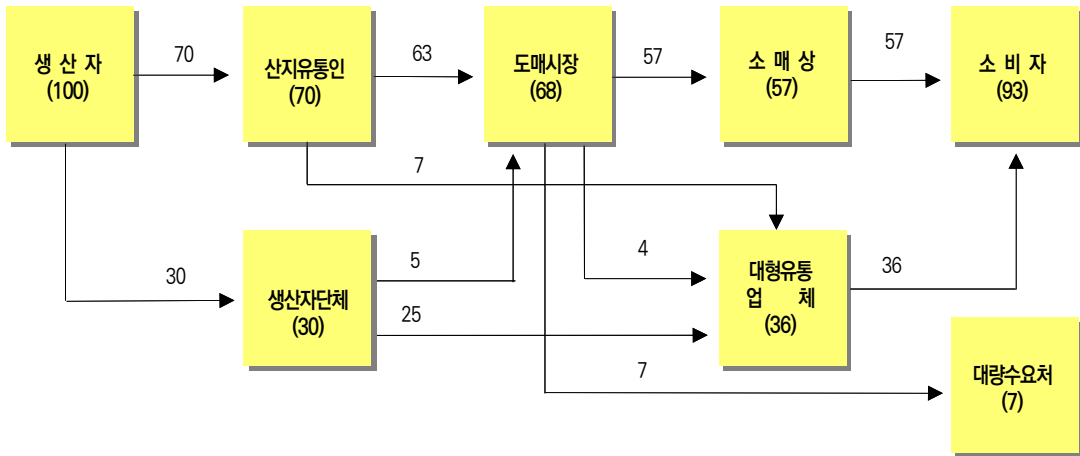 생 산 자
(100)
70
산지유통인
(70)
63
도매시장
(68)
57
소 매 상
(57)
57
소 비 자
(93)
7
30
생산자단체
(30)
5
25
4
7
대형유통
업 체
(36)
36
대량수요처
(7)